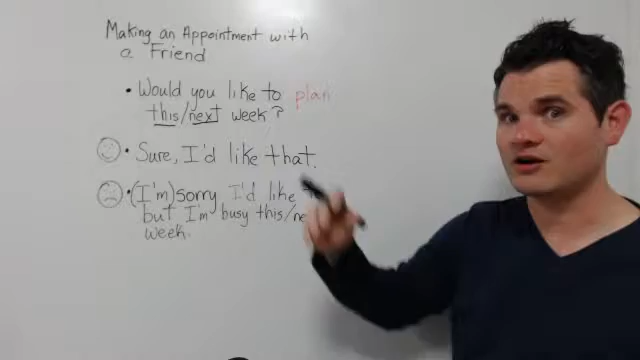 Making an Appointment with
a Friend
• Would you like to plan
this/next week?
• Sure, I'd like that.
• (I'm) sorry I'd like
but I'm busy this/ne
week.